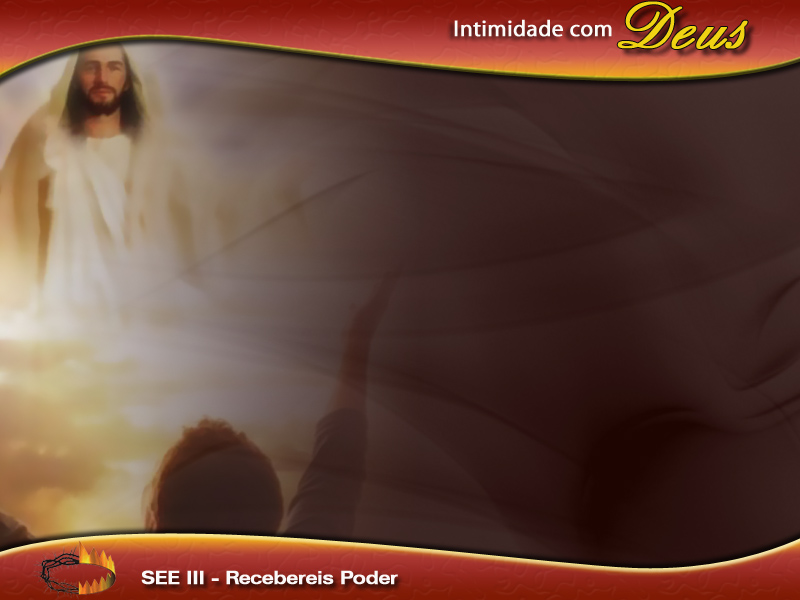 Intimidade com Deus
SEE III - Recebereis Poder